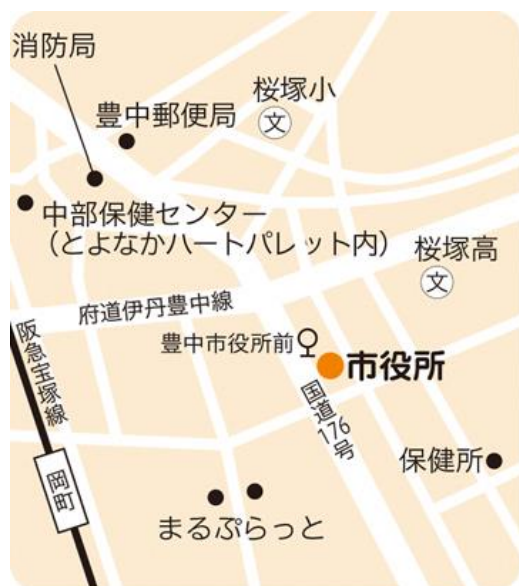 消防局
桜塚小
豊中郵便局
文
中部保健センター
（とよなかハートパレット内）
桜塚高
文
府道伊丹豊中線
阪急宝塚線
豊中市役所前
市役所
国道176号
保健所
岡町
まるぷらっと